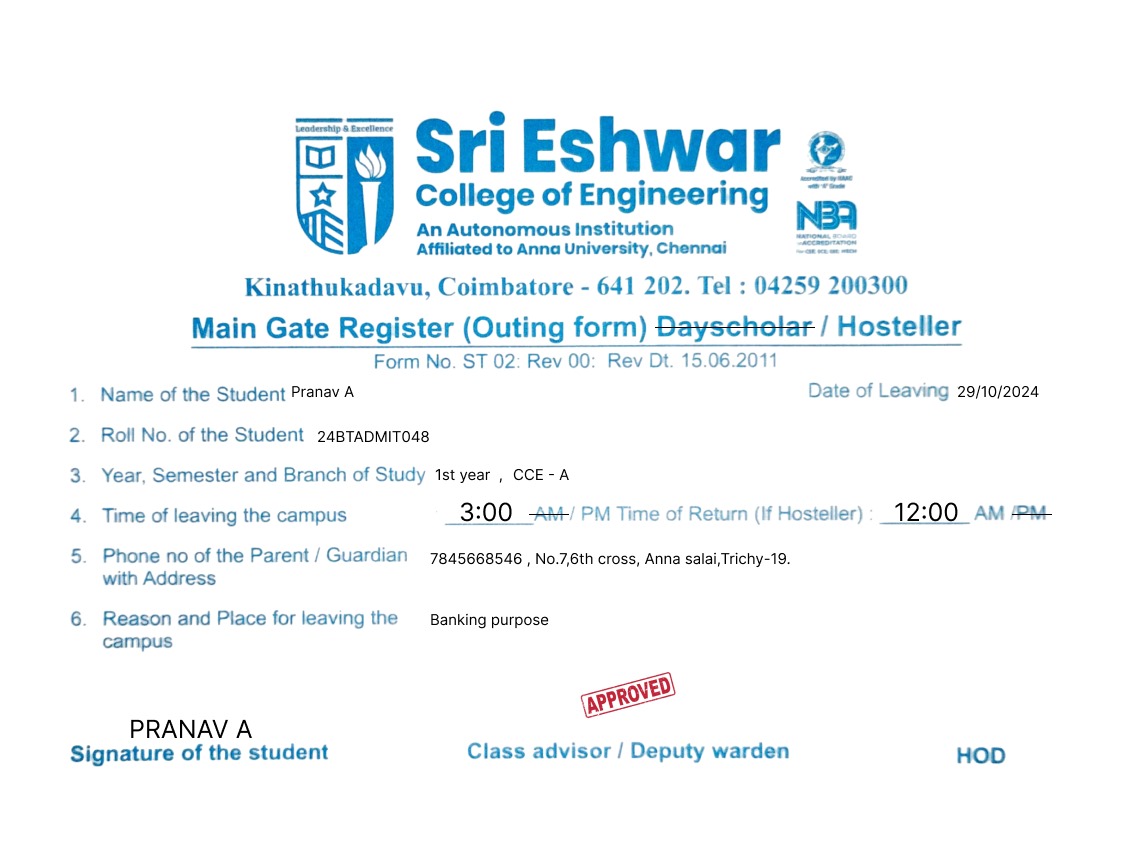 Leadership & Excellence
Sri Eshwar
College of Engineering
An Autonomous Institution
Affiliated to Anna University, Chennai
Accredited by NAAC
with 'A' Grade
NBA
NATIONAL BOARD
of ACCREDITATION
Kinathukadavu, Coimbatore - 641 202. Tel : 04259 200300
Main Gate Register (Outing form) Dayscholar / Hosteller
Form No. ST 02: Rev 00: Rev Dt. 15.06.2011
1. Name of the Student Pranav A Date of Leaving 29/10/2024
2. Roll No. of the Student 24BTADMIT048
3. Year, Semester and Branch of Study 1st year , CCE - A
4. Time of leaving the campus 3:00 AM / PM Time of Return (If Hosteller) : 12:00 AM / PM
5. Phone no of the Parent / Guardian 7845668546 , No.7,6th cross, Anna salai,Trichy-19.
with Address
6. Reason and Place for leaving the Banking purpose
campus
APPROVED
PRANAV A
Signature of the student Class advisor / Deputy warden HOD